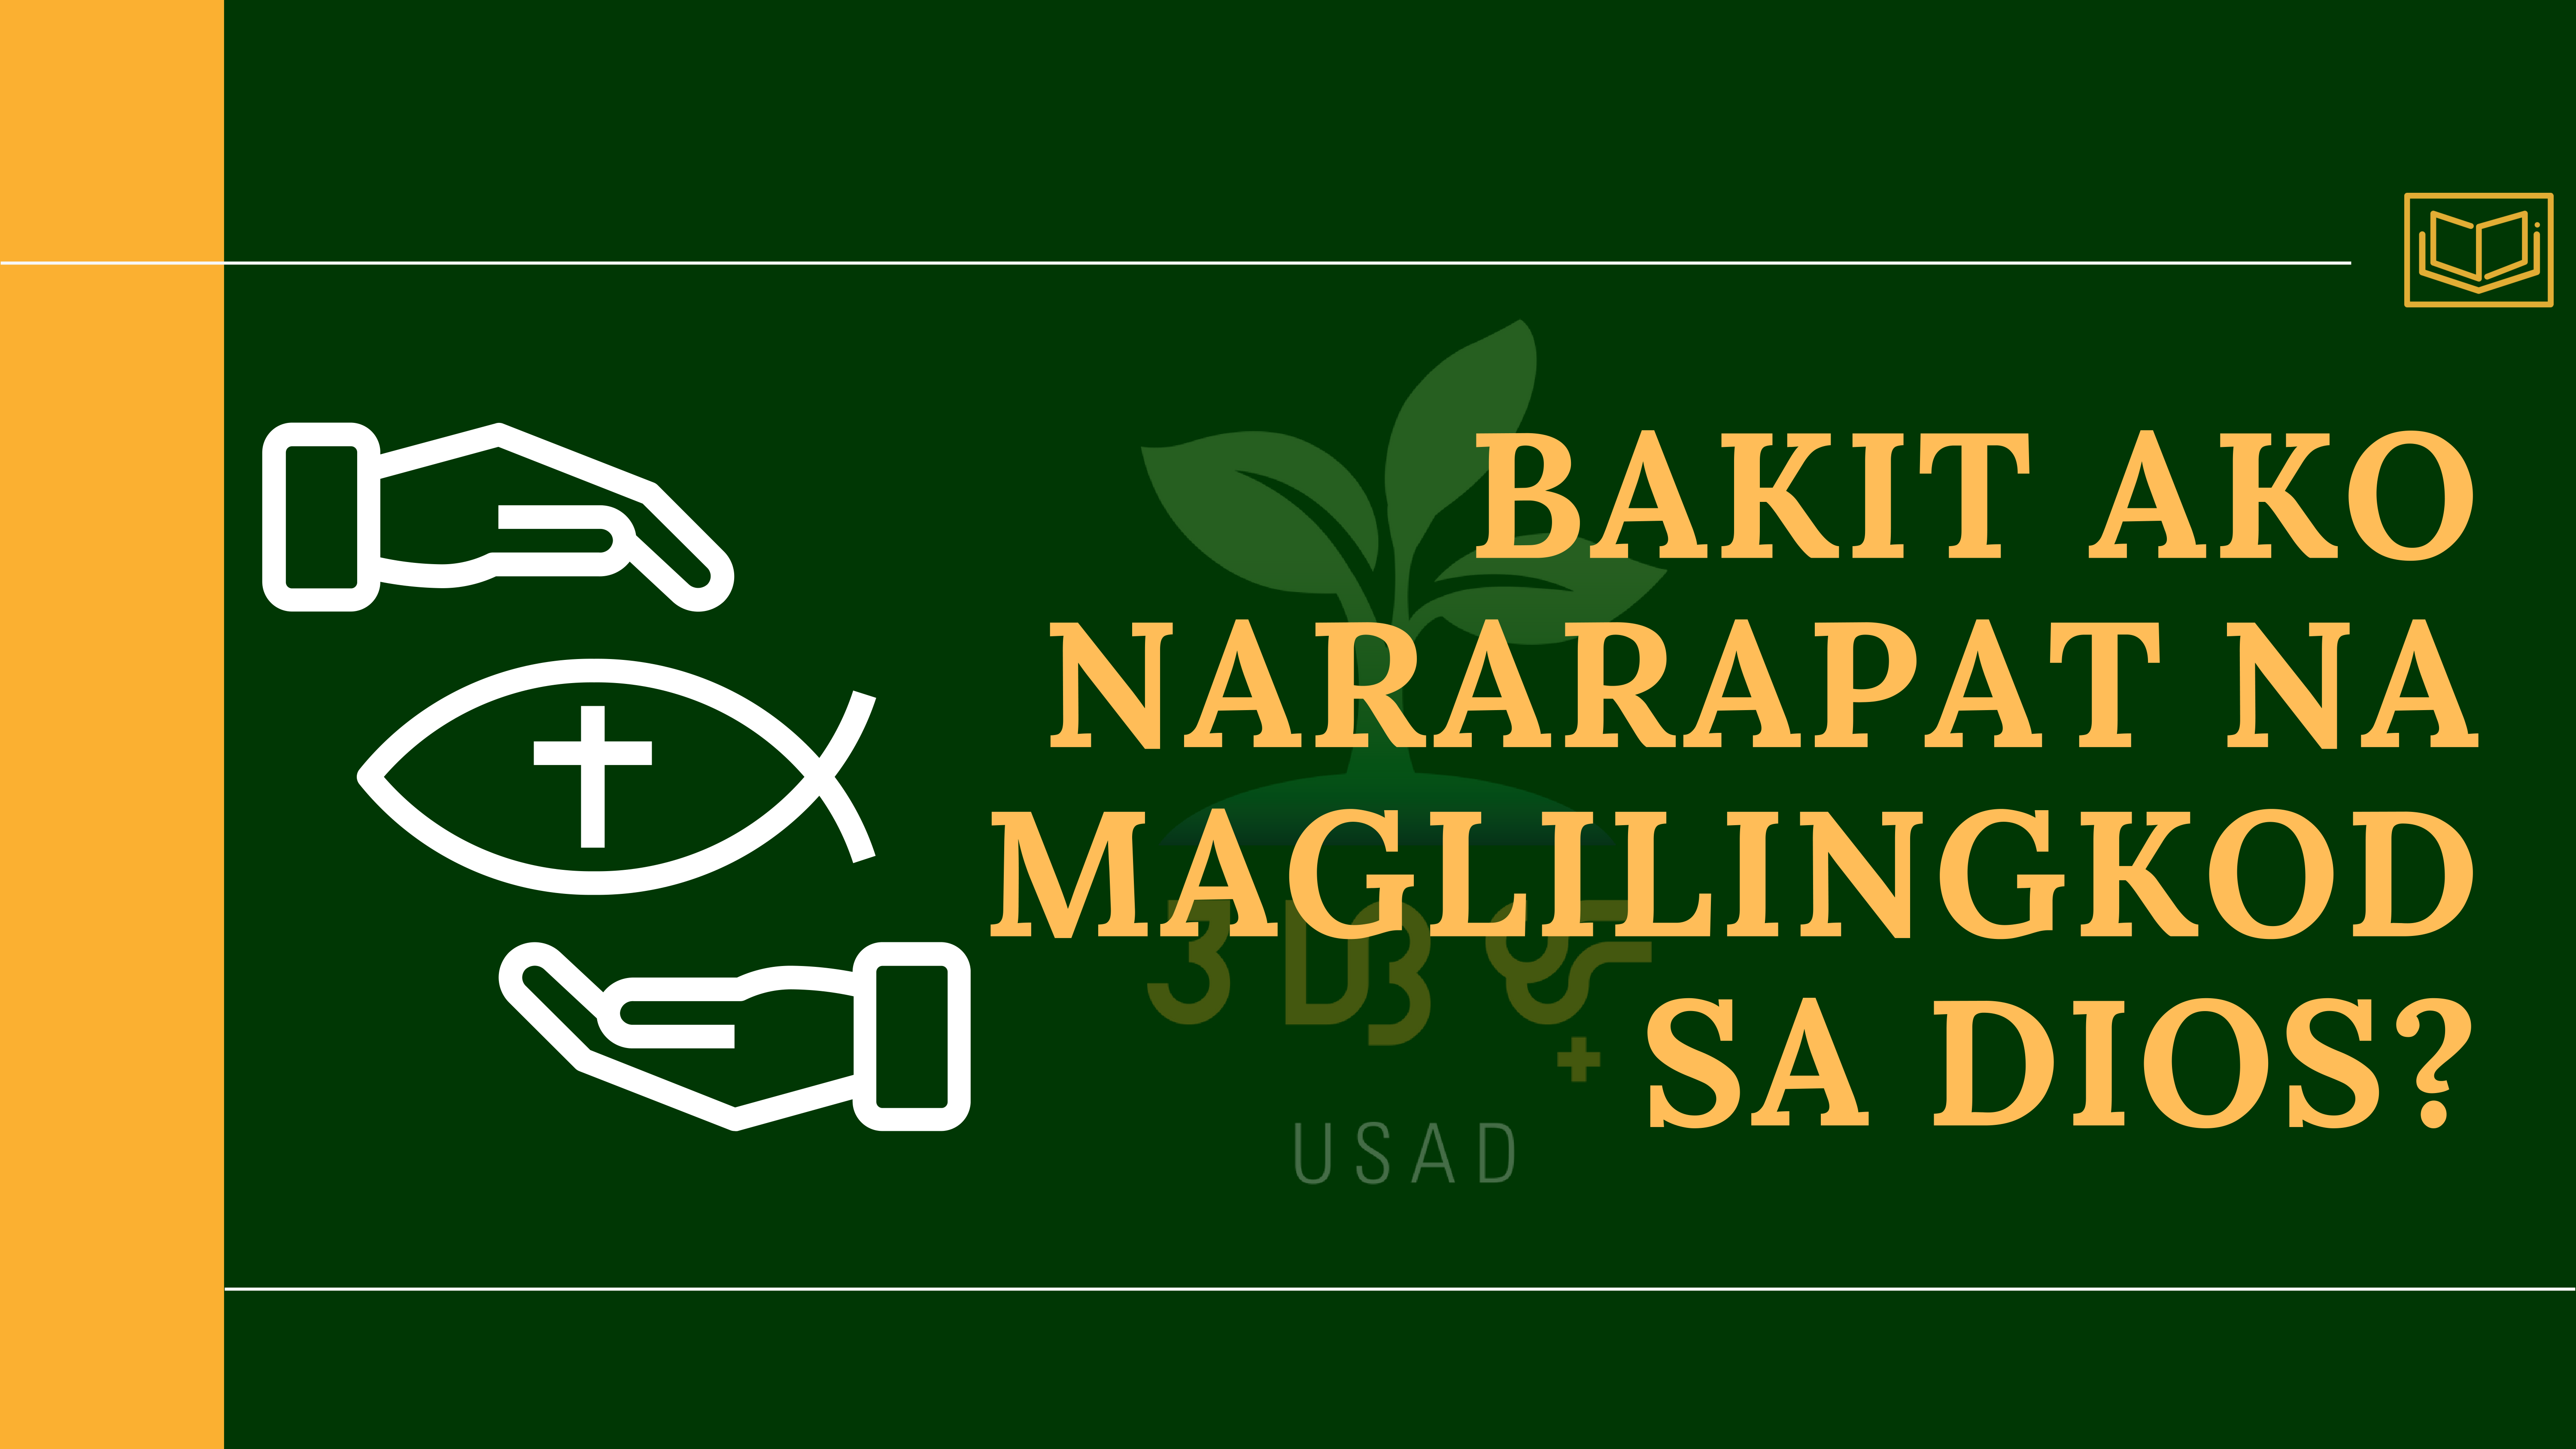 BAKIT AKO
NARARAPAT NA
MAGLILINGKOD
SA DIOS?
USAD